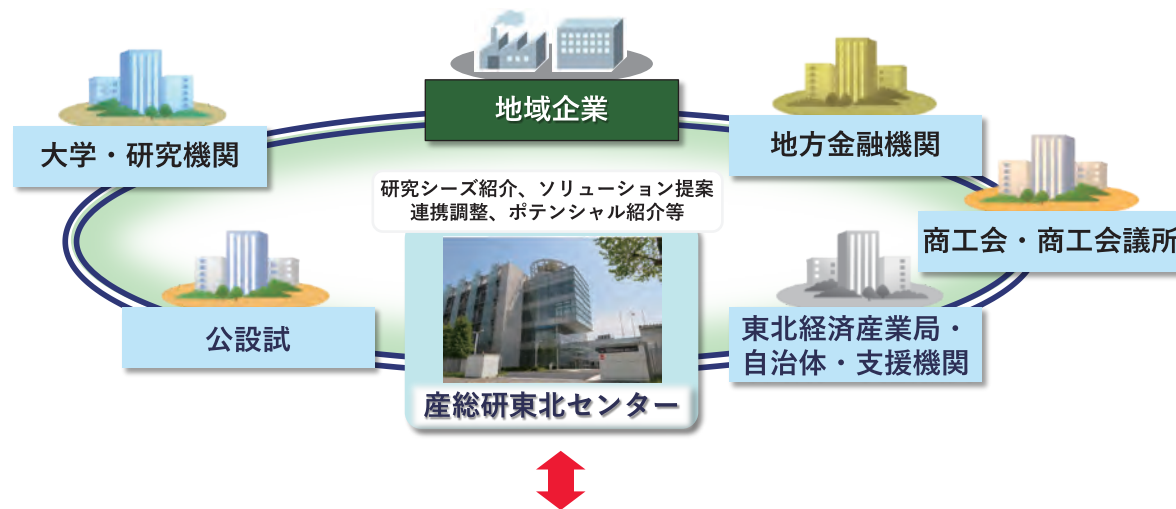 地域企業
大学・研究機関
地方金融機関
研究シーズ紹介、ソリューション提案
連携調整、ポテンシャル紹介等
商工会・商工会議所
公設試
東北経済産業局・
自治体・支援機関
産総研東北センター